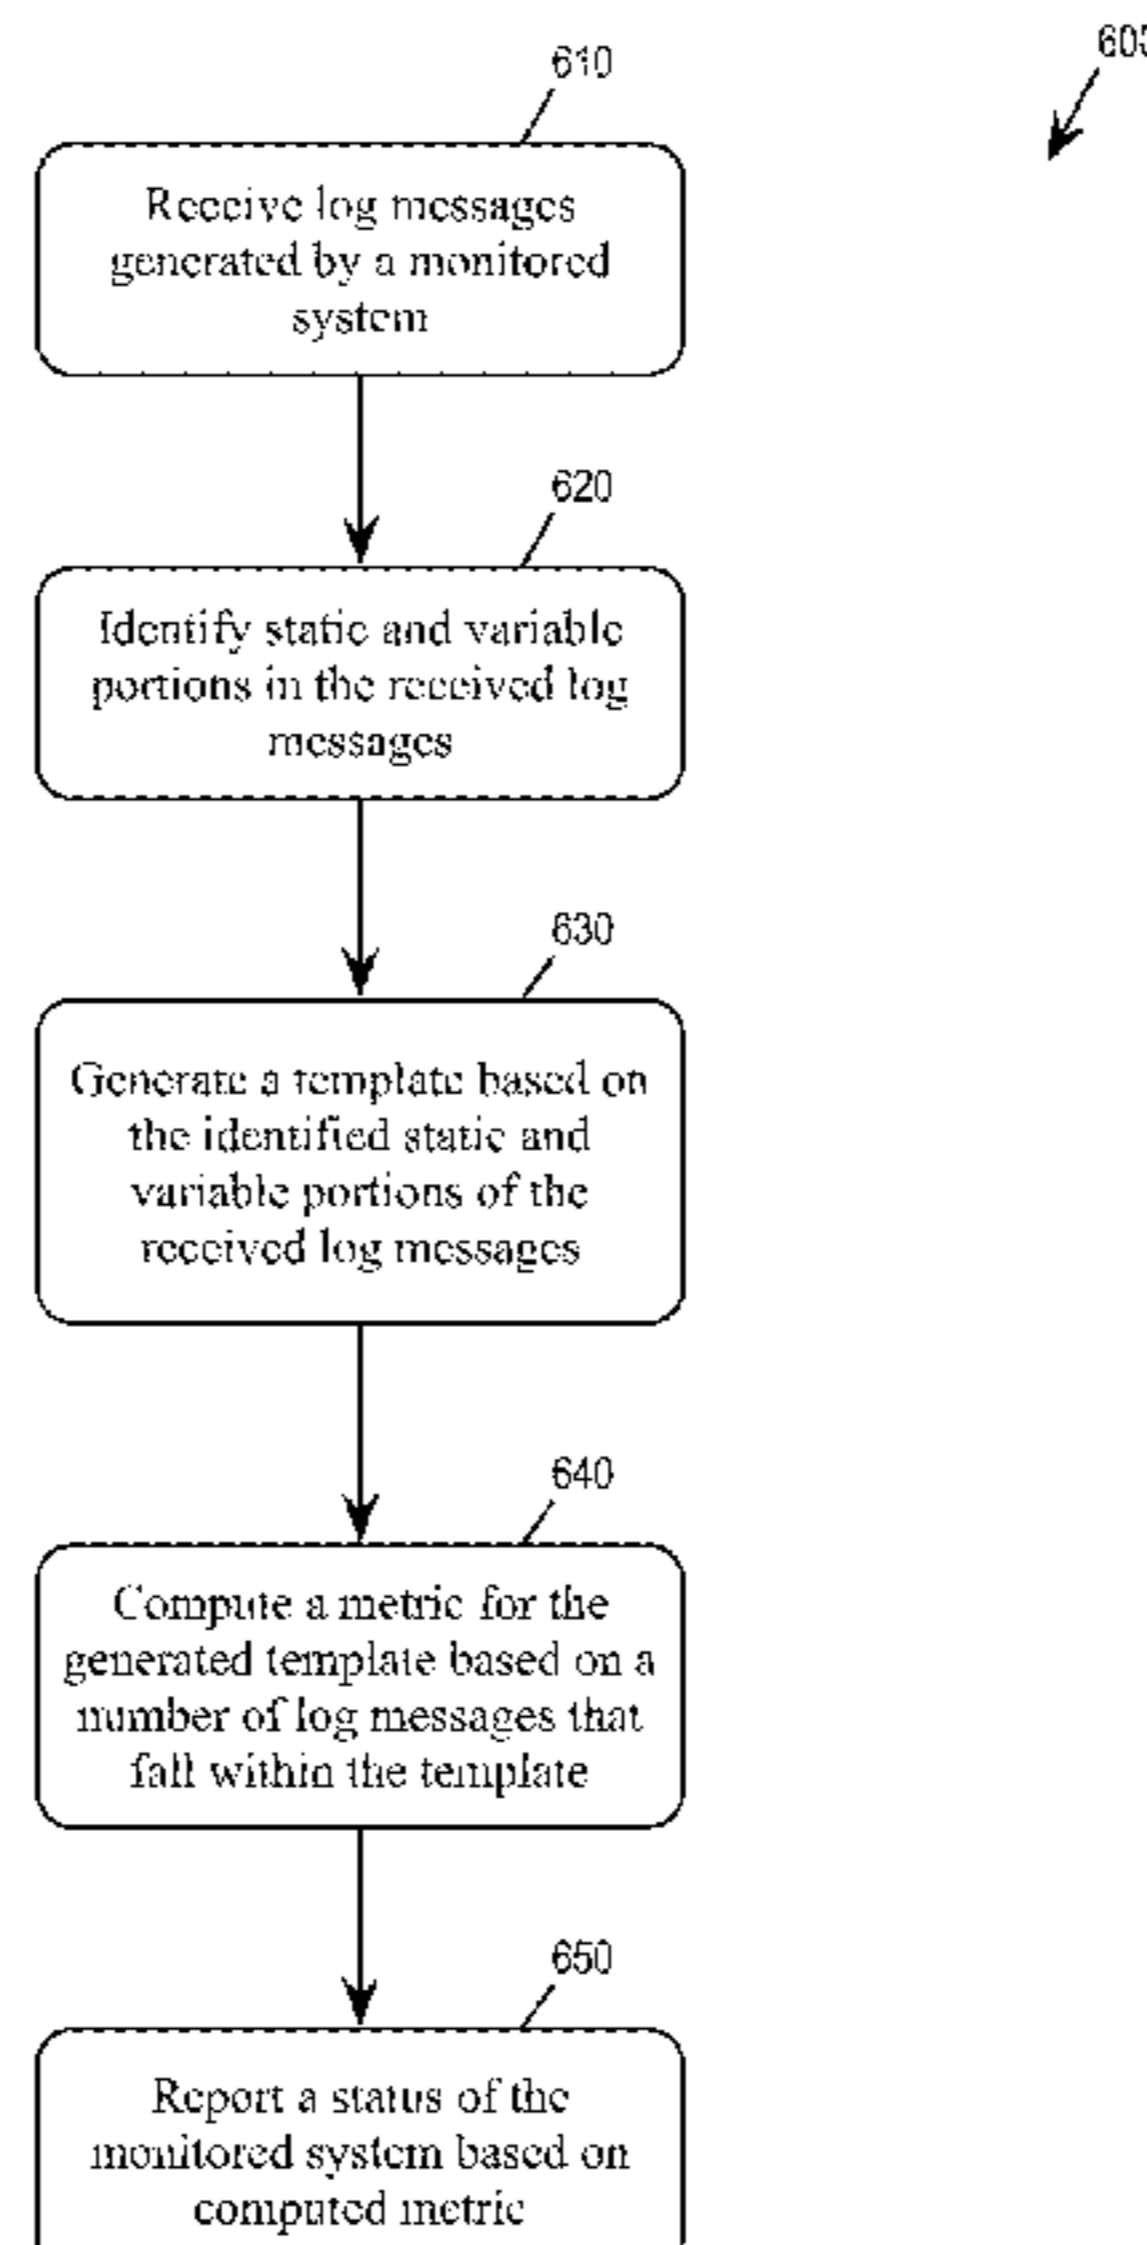 610
Receive log messages
generated by a monitored
system
620
Identify static and variable
portions in the received log
messages
630
Generate a template based on
the identified static and
variable portions of the
received log messages
640
Compute a metric for the
generated template based on a
number of log messages that
fall within the template
650
Report a status of the
monitored system based on
computed metric